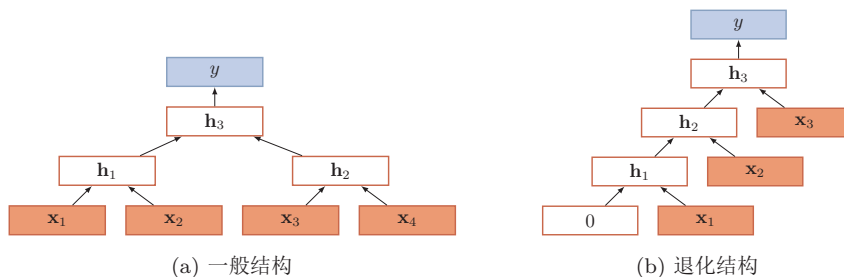 y
h₃
h₁ h₂
x₁ x₂ x₃ x₄
(a) 一般结构
y
h₃
h₂ x₃
h₁ x₂
0 x₁
(b) 退化结构